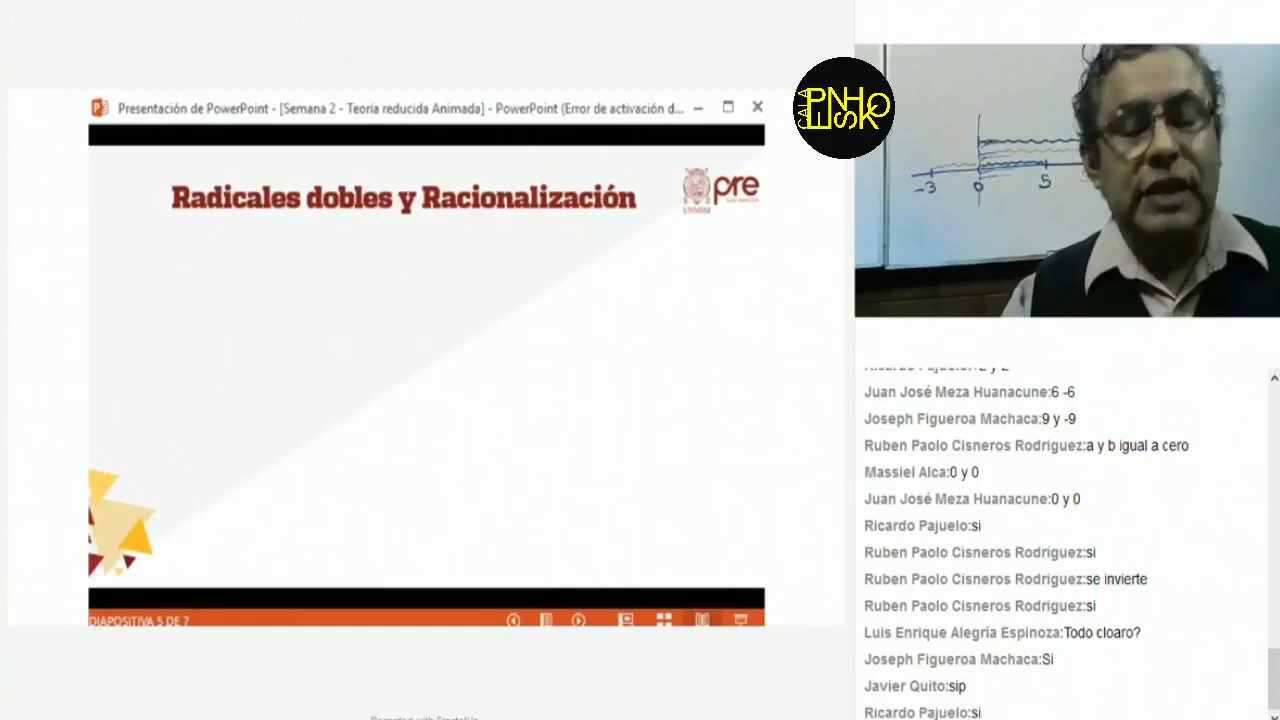 Presentación de PowerPoint - [Semana 2 - Teoría reducida Animada] - PowerPoint (Error de activación d...
Radicales dobles y Racionalización
pre
UNMSM
DIAPOSITIVA 5 DE 7
CALA
PENHO
ESK
-3 0 5
Juan José Meza Huanacune:6 -6
Joseph Figueroa Machaca:9 y -9
Ruben Paolo Cisneros Rodriguez:a y b igual a cero
Massiel Alca:0 y 0
Juan José Meza Huanacune:0 y 0
Ricardo Pajuelo:si
Ruben Paolo Cisneros Rodriguez:si
Ruben Paolo Cisneros Rodriguez:se invierte
Ruben Paolo Cisneros Rodriguez:si
Luis Enrique Alegría Espinoza:Todo cloaro?
Joseph Figueroa Machaca:Si
Javier Quito:sip
Ricardo Pajuelo:si